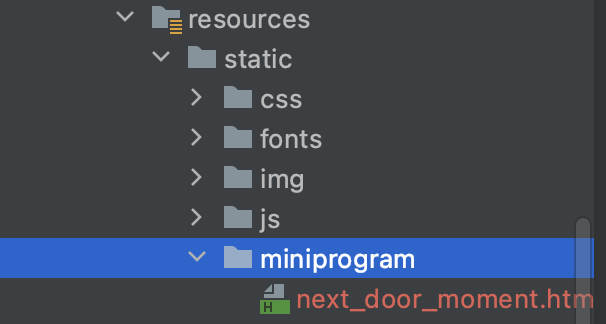 resources
static
css
fonts
img
js
miniprogram
next_door_moment.htm